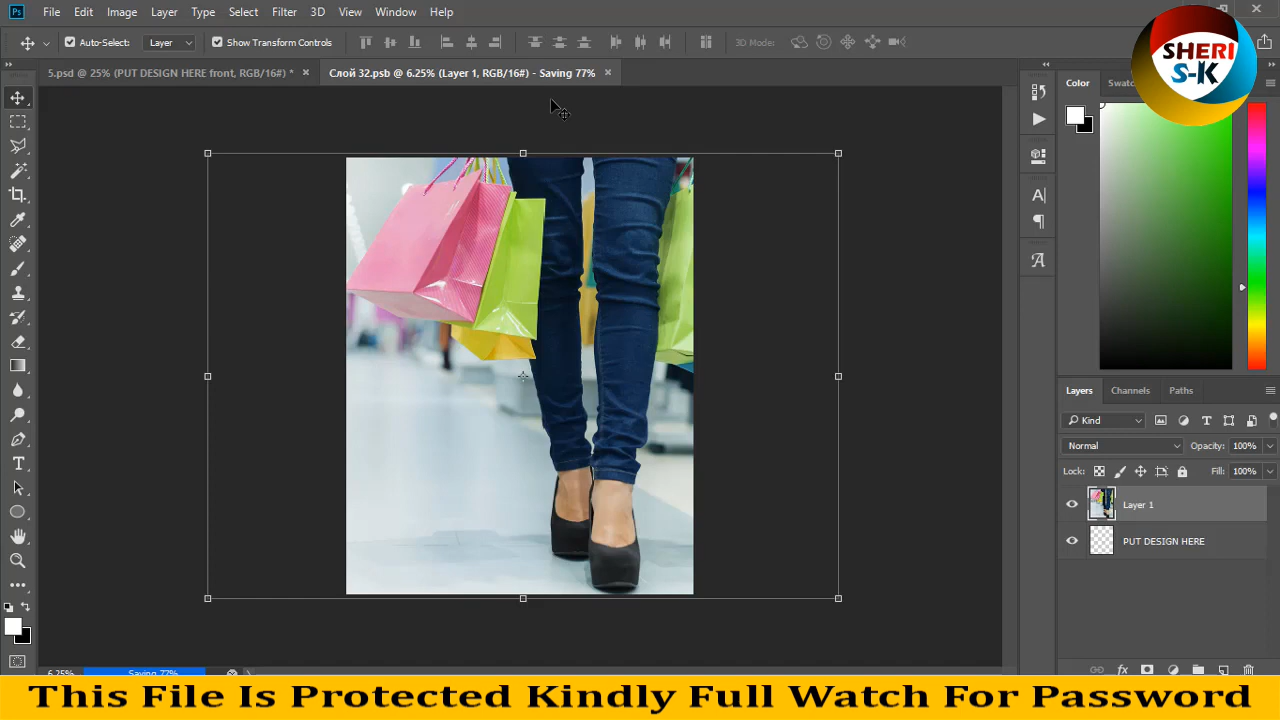 Ps File Edit Image Layer Type Select Filter 3D View Window Help
Auto-Select: Layer Show Transform Controls 3D Mode:
5.psd @ 25% (PUT DESIGN HERE front, RGB/16#) * × Слой 32.psb @ 6.25% (Layer 1, RGB/16#) - Saving 77% ×
SHERI
S-K
Color Swatc
Layers Channels Paths
Kind
Normal Opacity: 100%
Lock: Fill: 100%
Layer 1
PUT DESIGN HERE
6.25% Saving 77%
This File Is Protected Kindly Full Watch For Password